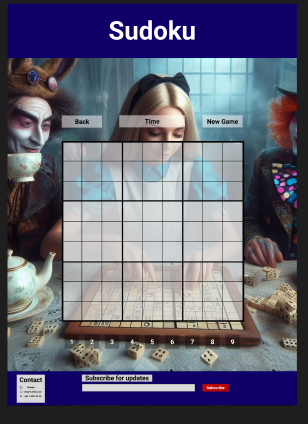 Sudoku
Back Time New Game
1 2 3 4 5 6 7 8 9
Contact
Subscribe for updates
Subscribe